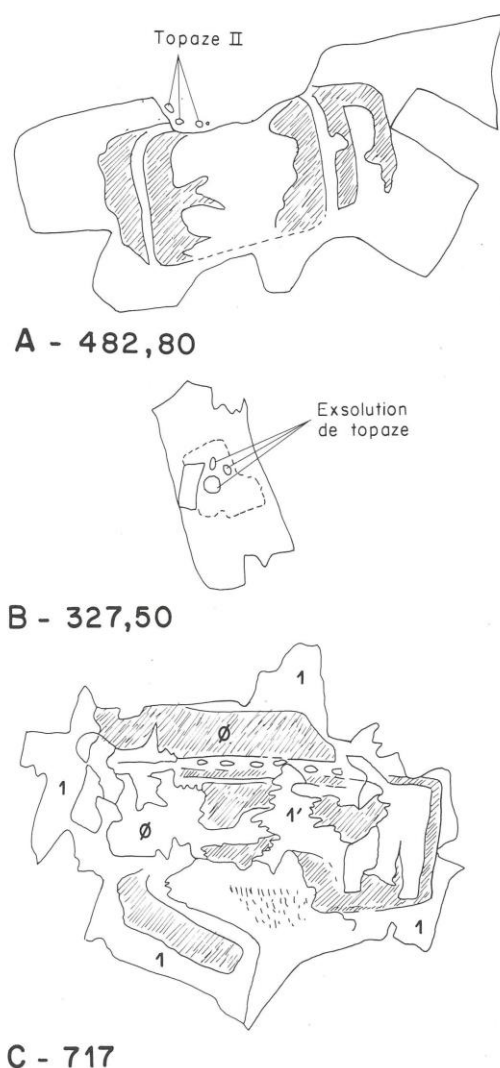 Topaze II
A - 482,80
Exsolution
de topaze
B - 327,50
1
Ø
1
Ø
1'
1
1
C - 717